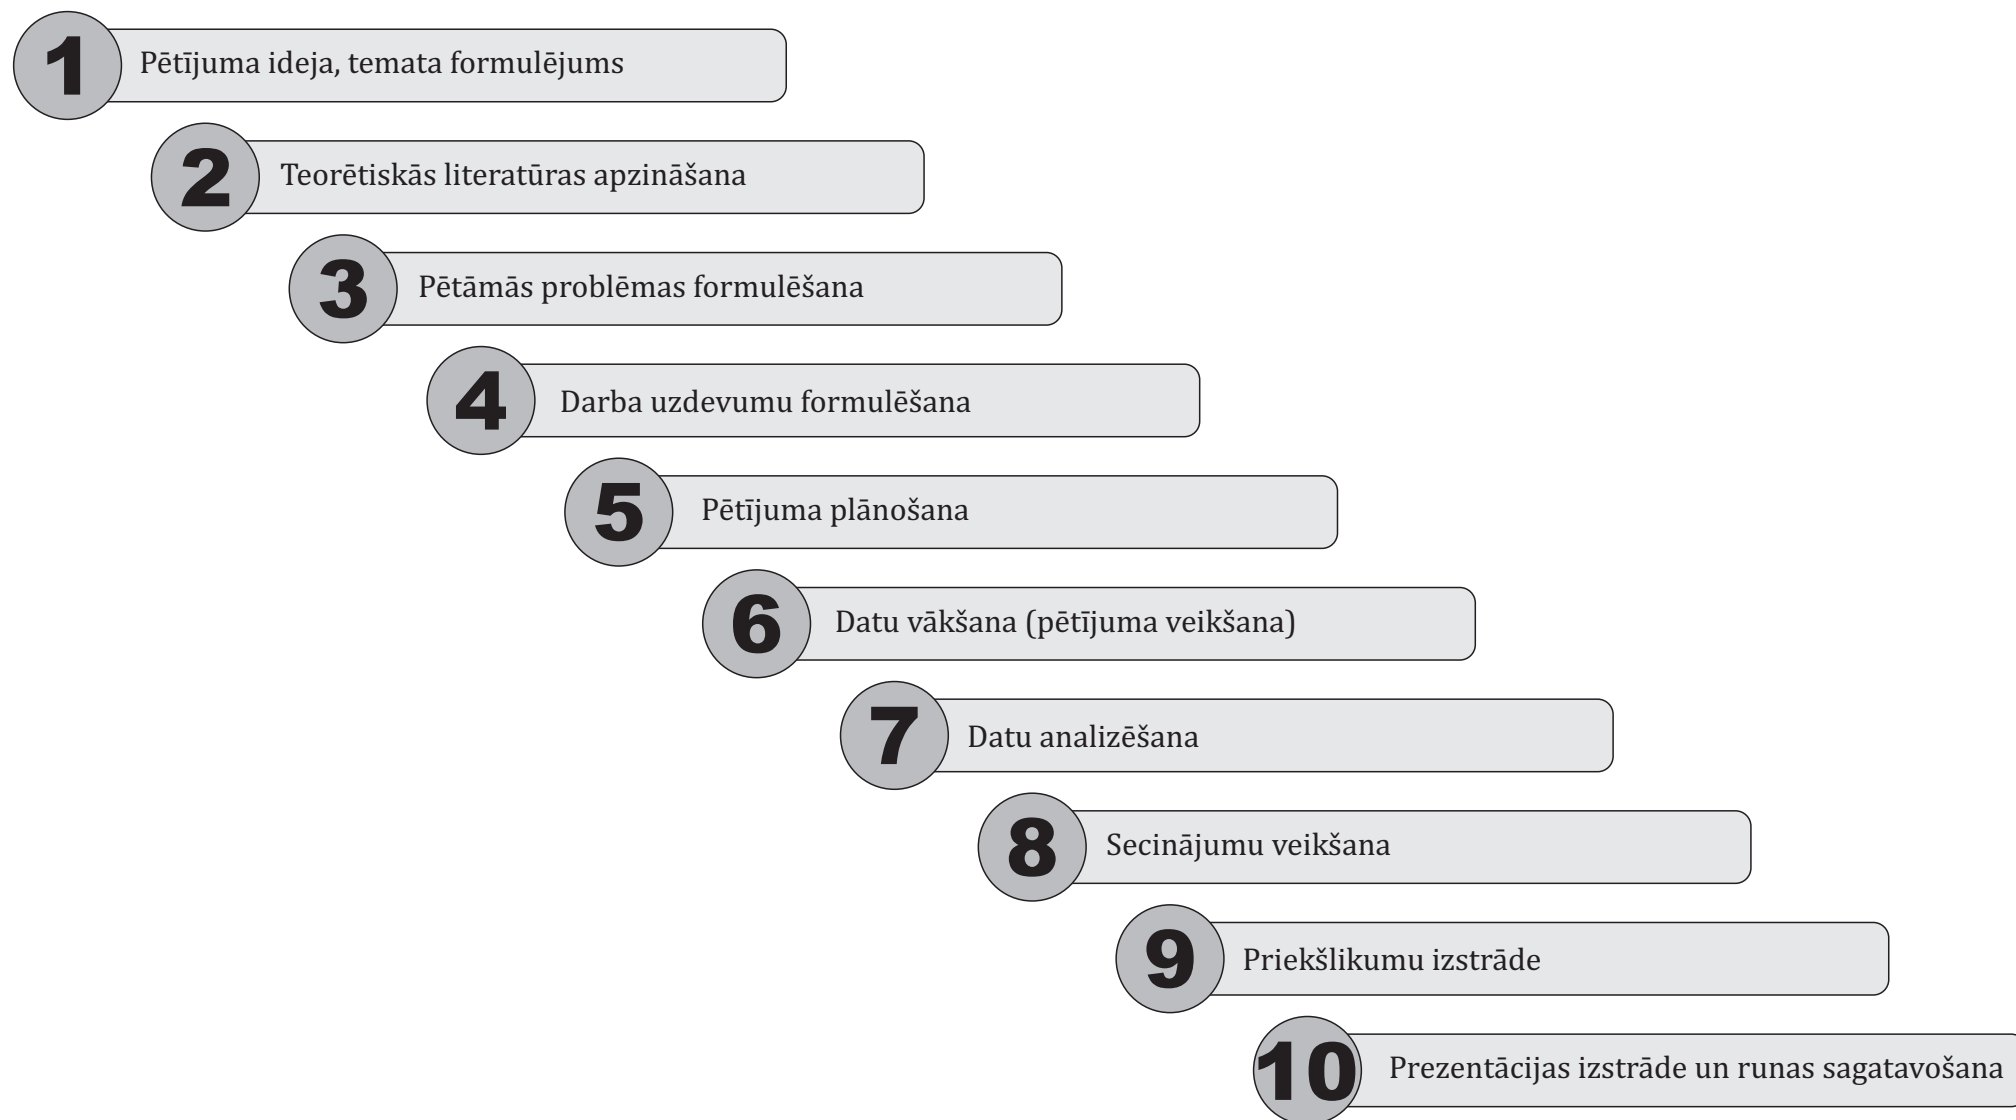 1 Pētījuma ideja, temata formulējums
2 Teorētiskās literatūras apzināšana
3 Pētāmās problēmas formulēšana
4 Darba uzdevumu formulēšana
5 Pētījuma plānošana
6 Datu vākšana (pētījuma veikšana)
7 Datu analizēšana
8 Secinājumu veikšana
9 Priekšlikumu izstrāde
10 Prezentācijas izstrāde un runas sagatavošana